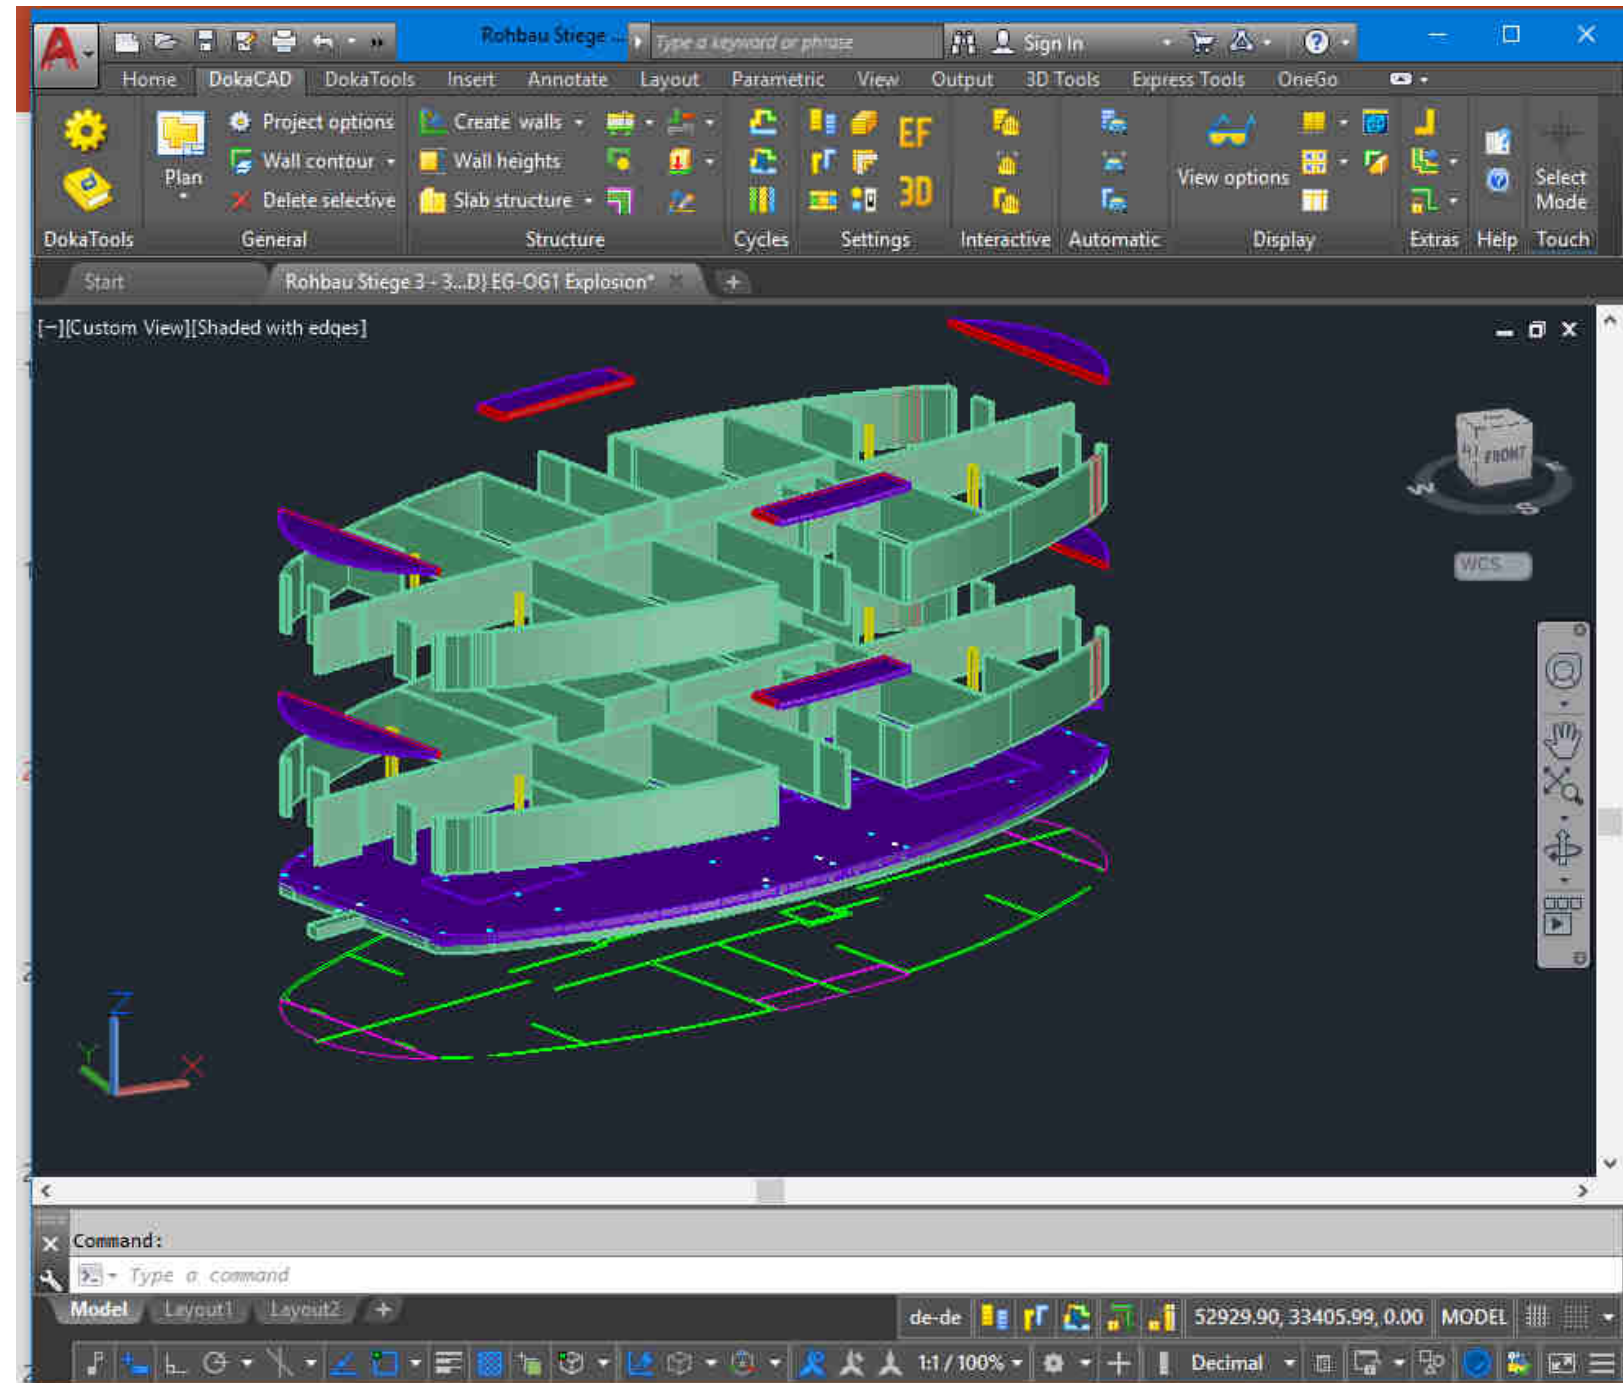 Rohbau Stiege ...
Type a keyword or phrase
Sign In
Home DokaCAD DokaTools Insert Annotate Layout Parametric View Output 3D Tools Express Tools OneGo
Project options
Create walls
EF
Plan
Wall contour
Wall heights
View options
Select
Mode
Delete selective
Slab structure
3D
DokaTools General Structure Cycles Settings Interactive Automatic Display Extras Help Touch
Start
Rohbau Stiege 3 - 3...D) EG-OG1 Explosion*
[−][Custom View][Shaded with edges]
FRONT
W
S
WCS
Z
Y
X
Command:
Type a command
Model Layout1 Layout2
de-de
52929.90, 33405.99, 0.00 MODEL
1:1 / 100%
Decimal